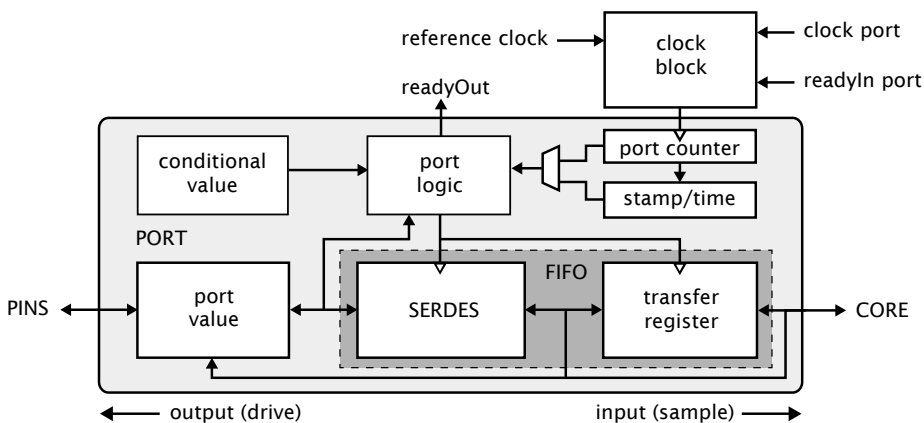 reference clock
clock
block
clock port
readyIn port
readyOut
conditional
value
port
logic
port counter
stamp/time
PORT
FIFO
PINS
port
value
SERDES
transfer
register
CORE
output (drive)
input (sample)